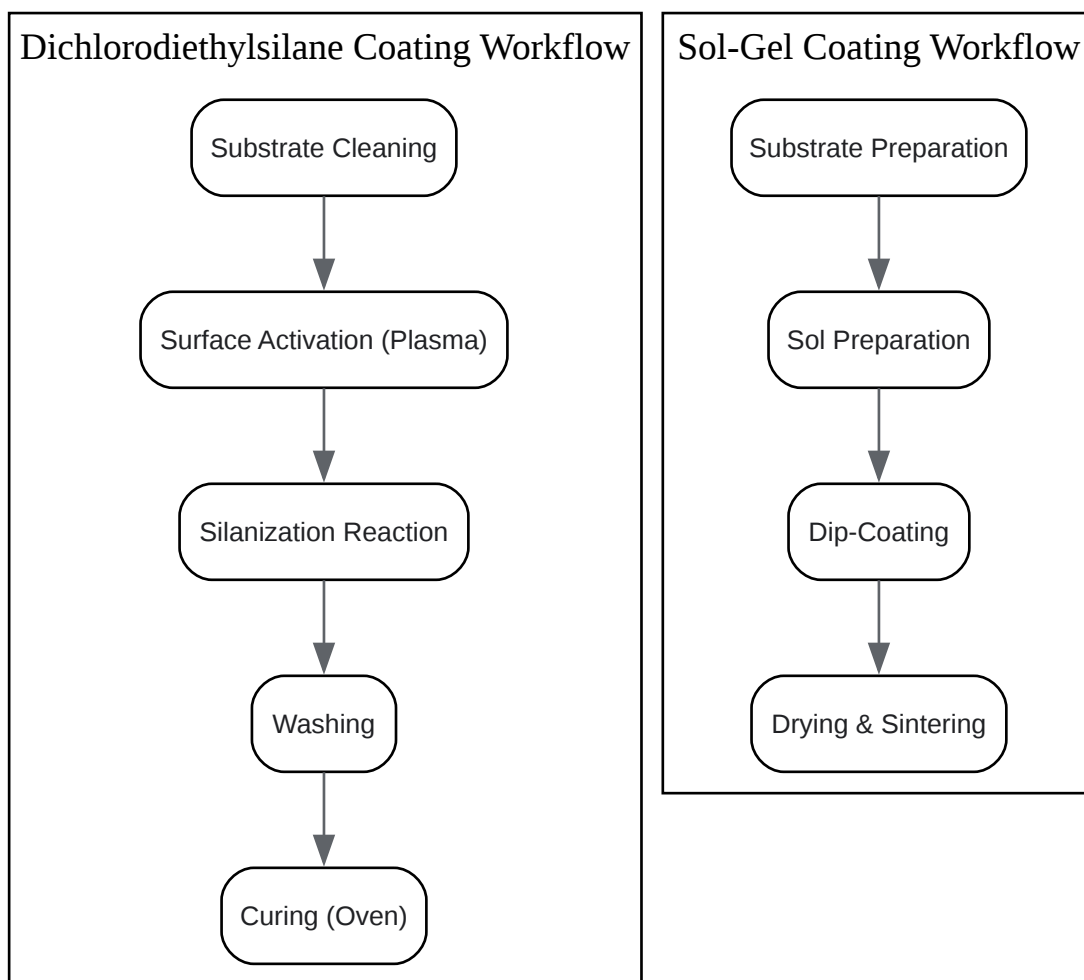 Dichlorodiethylsilane Coating Workflow
Substrate Cleaning
Surface Activation (Plasma)
Silanization Reaction
Washing
Curing (Oven)
Sol-Gel Coating Workflow
Substrate Preparation
Sol Preparation
Dip-Coating
Drying & Sintering